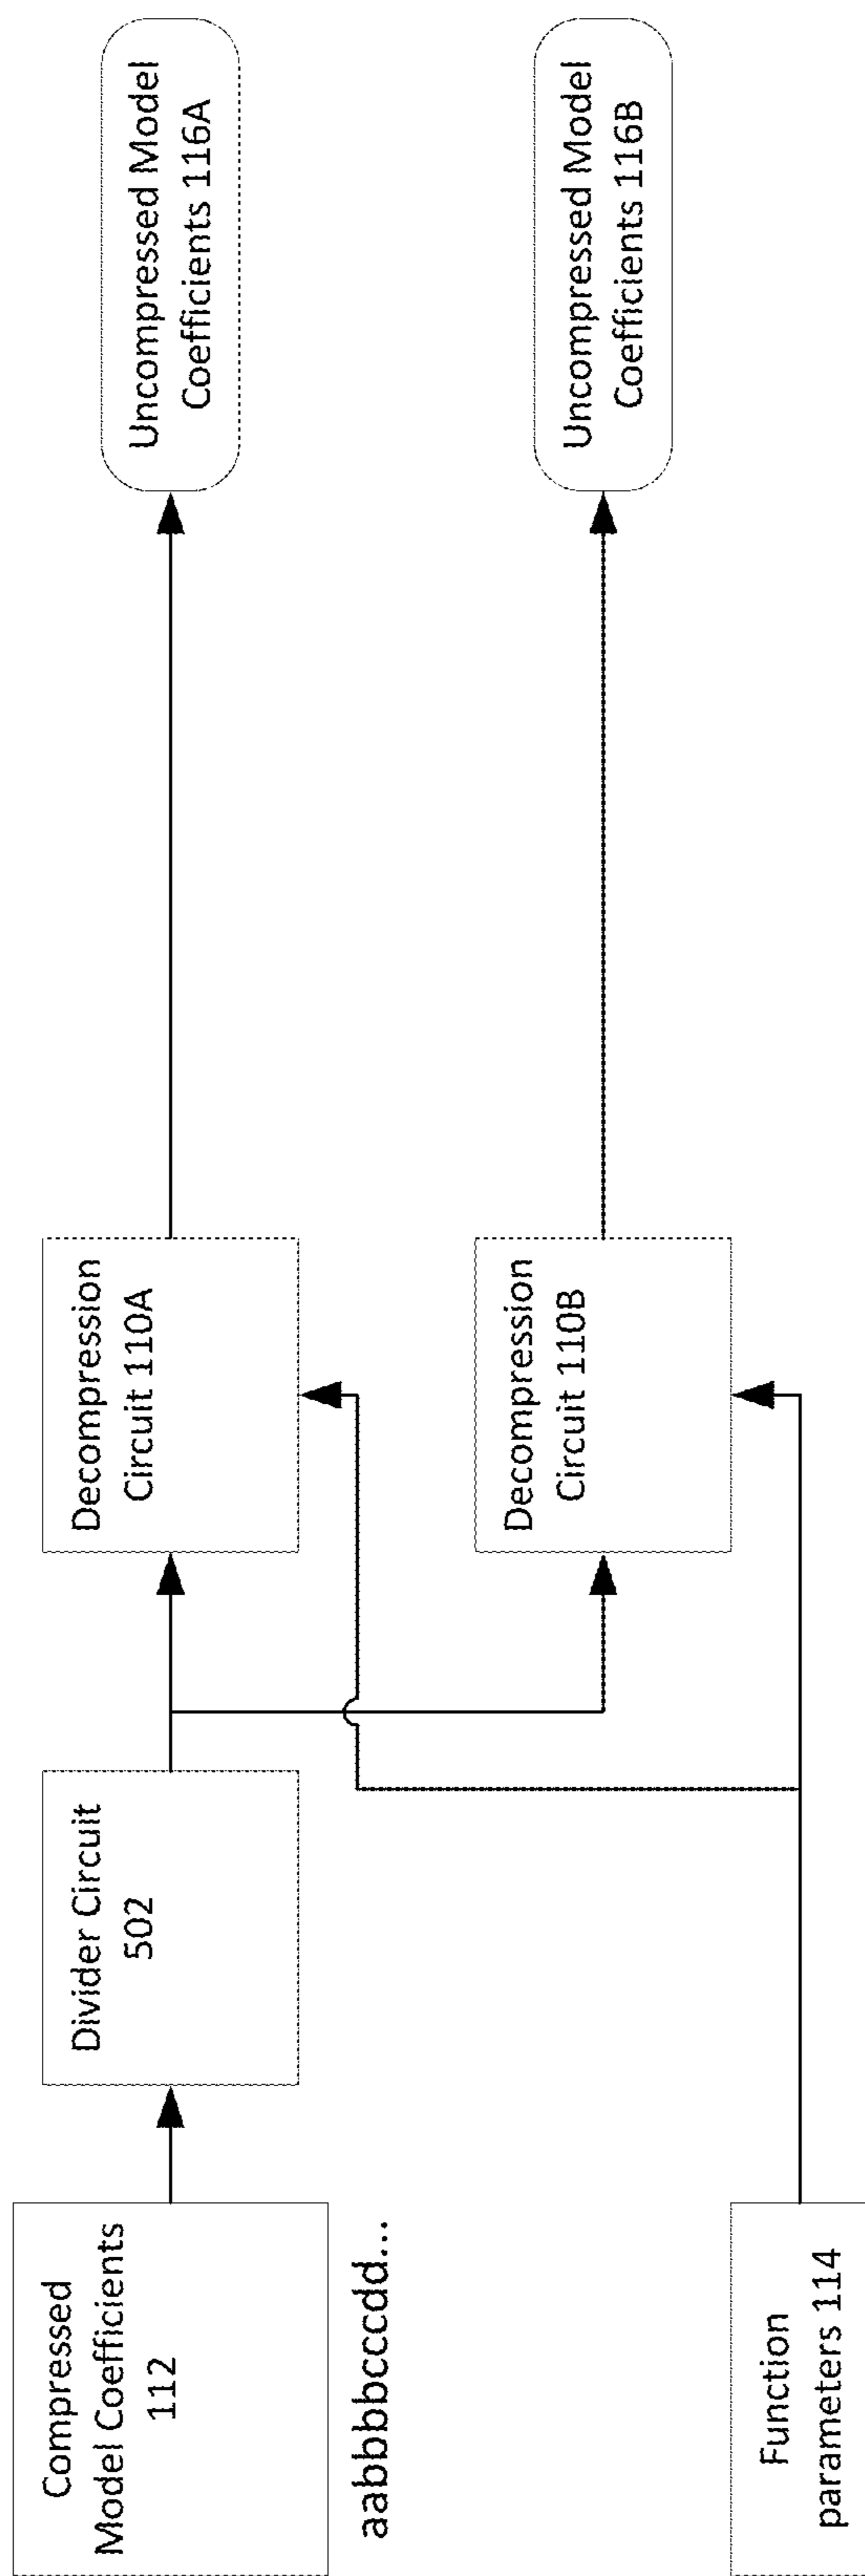 Compressed
Model Coefficients
112
aabbbbcccdd...
Divider Circuit
502
Decompression
Circuit 110A
Uncompressed Model
Coefficients 116A
Decompression
Circuit 110B
Uncompressed Model
Coefficients 116B
Function
parameters 114